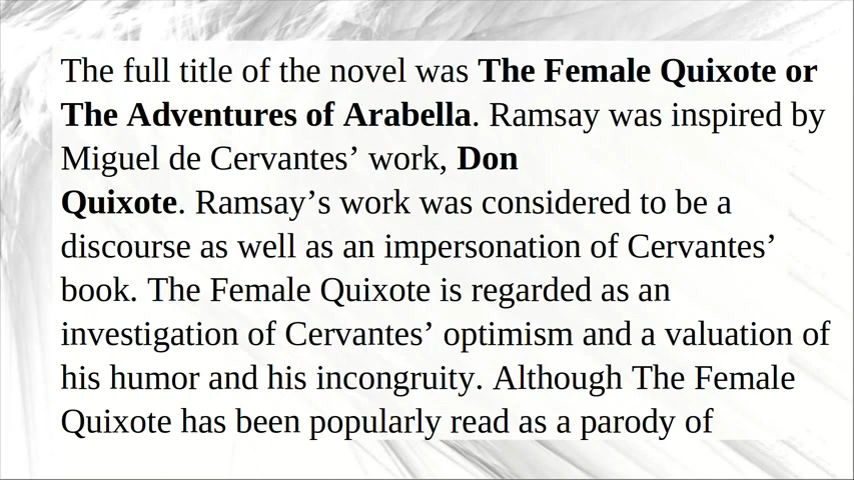 The full title of the novel was The Female Quixote or
The Adventures of Arabella. Ramsay was inspired by
Miguel de Cervantes’ work, Don
Quixote. Ramsay’s work was considered to be a
discourse as well as an impersonation of Cervantes’
book. The Female Quixote is regarded as an
investigation of Cervantes’ optimism and a valuation of
his humor and his incongruity. Although The Female
Quixote has been popularly read as a parody of